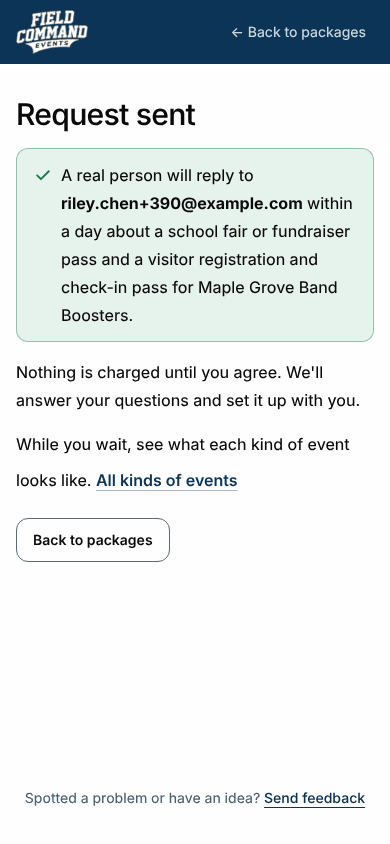 FIELD
COMMAND
EVENTS
← Back to packages
Request sent
A real person will reply to
riley.chen+390@example.com within
a day about a school fair or fundraiser
pass and a visitor registration and
check-in pass for Maple Grove Band
Boosters.
Nothing is charged until you agree. We'll
answer your questions and set it up with you.
While you wait, see what each kind of event
looks like. All kinds of events
Back to packages
Spotted a problem or have an idea? Send feedback